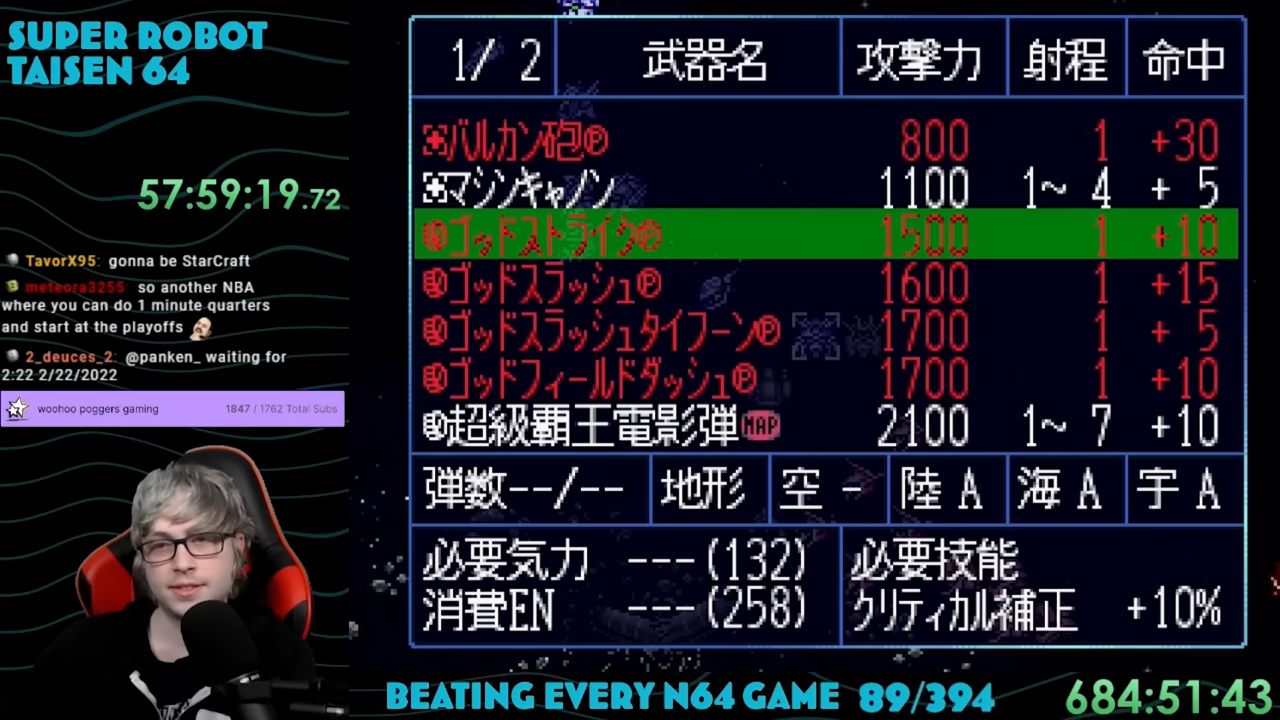 SUPER ROBOT
TAISEN 64
57:59:19.72
TavorX95: gonna be StarCraft
meteora3255 so another NBA
where you can do 1 minute quarters
and start at the playoffs
2_deuces_2: @panken_ waiting for
2:22 2/22/2022
woohoo poggers gaming 1847 / 1762 Total Subs
1/ 2 武器名 攻撃力 射程 命中
バルカン砲Ⓟ 800 1 +30
マシンキャノン 1100 1~ 4 + 5
ゴッドストライクⓅ 1500 1 +10
ゴッドスラッシュⓅ 1600 1 +15
ゴッドスラッシュタイフーンⓅ 1700 1 + 5
ゴッドフィールドダッシュⓅ 1700 1 +10
超級覇王電影弾 MAP 2100 1~ 7 +10
弾数--/-- 地形 空 - 陸 A 海 A 宇 A
必要気力 ---(132) 必要技能
消費EN ---(258) クリティカル補正 +10%
BEATING EVERY N64 GAME 89/394 684:51:43